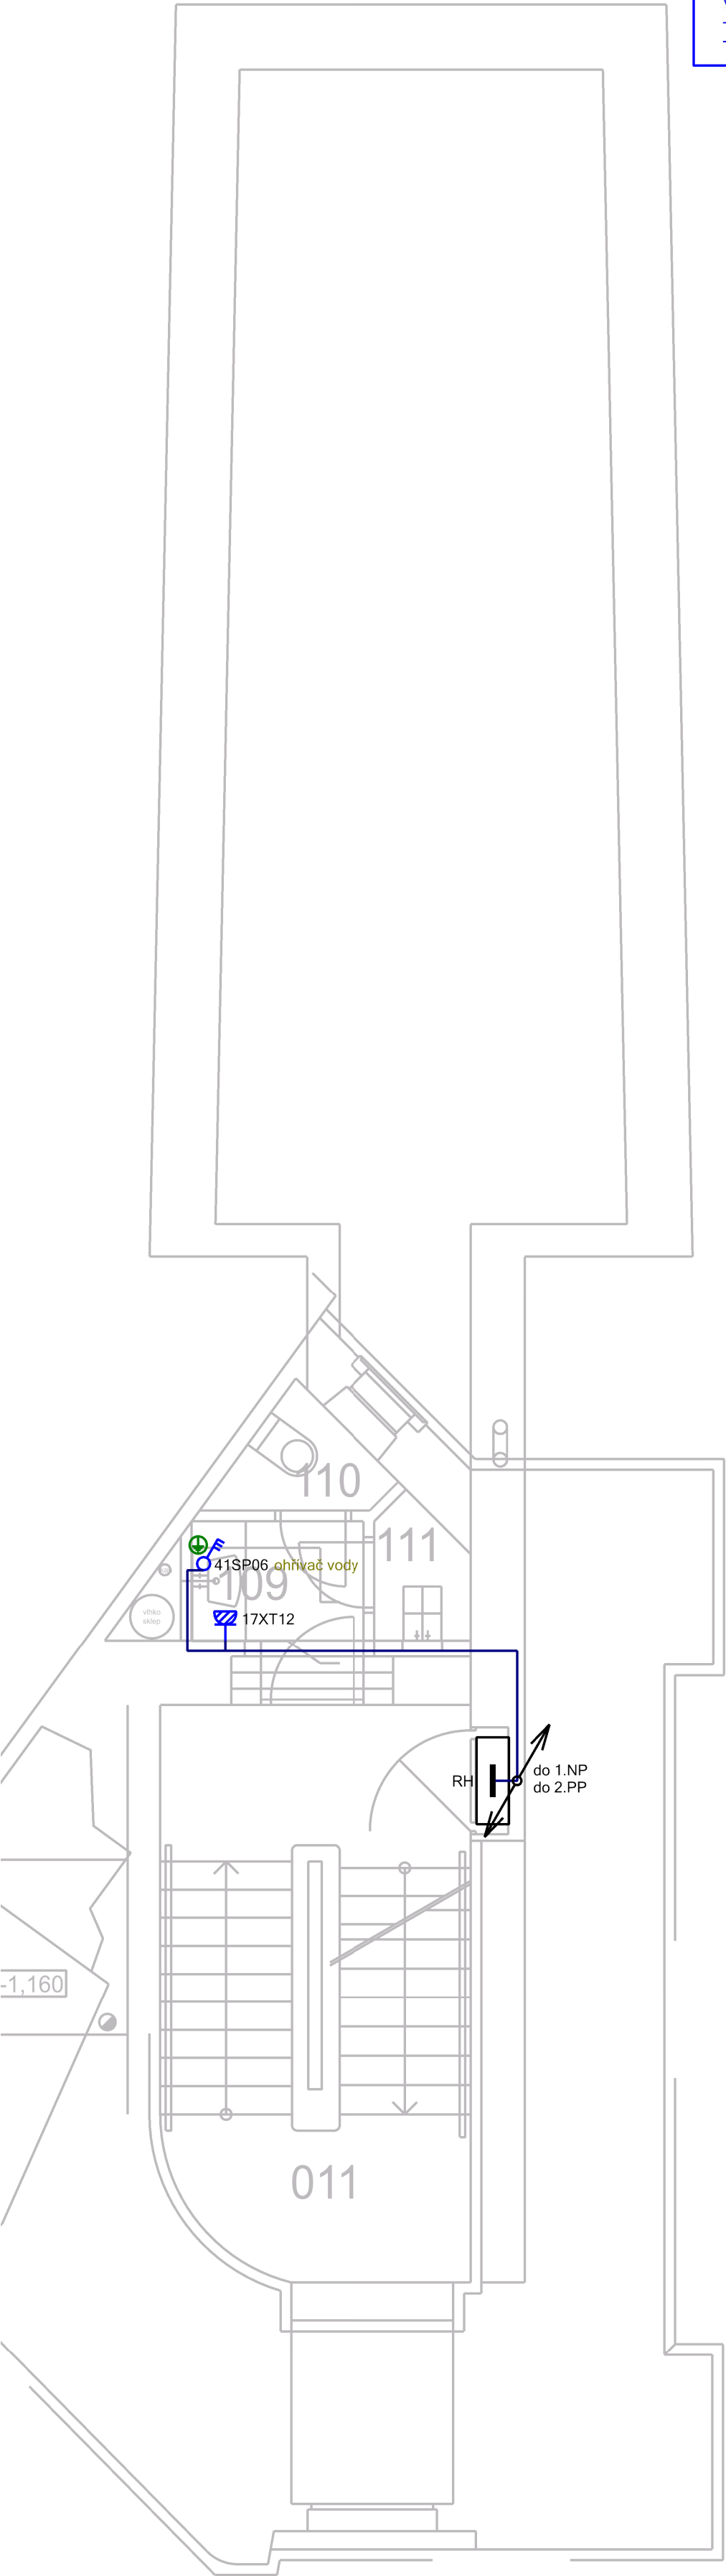 110
111
41SP06 ohřívač vody
109
vlhko
sklep
17XT12
RH
do 1.NP
do 2.PP
-1,160
011